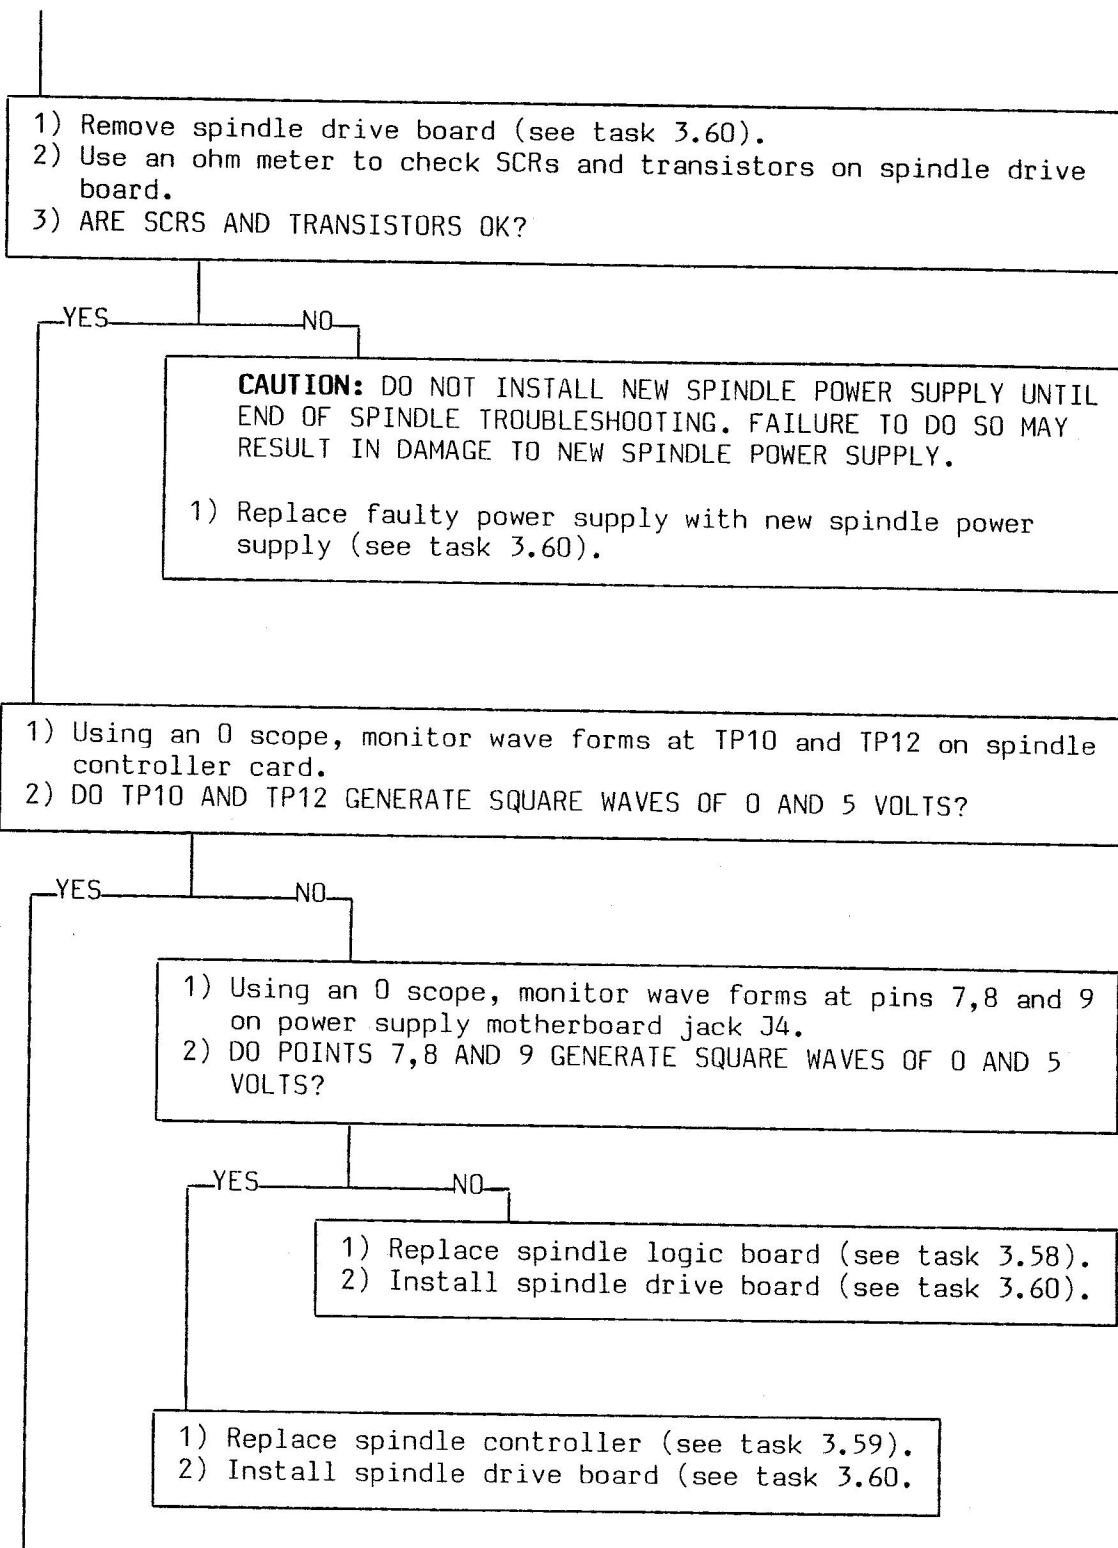 1) Remove spindle drive board (see task 3.60).
2) Use an ohm meter to check SCRs and transistors on spindle drive
board.
3) ARE SCRS AND TRANSISTORS OK?
YES NO
CAUTION: DO NOT INSTALL NEW SPINDLE POWER SUPPLY UNTIL
END OF SPINDLE TROUBLESHOOTING. FAILURE TO DO SO MAY
RESULT IN DAMAGE TO NEW SPINDLE POWER SUPPLY.
1) Replace faulty power supply with new spindle power
supply (see task 3.60).
1) Using an O scope, monitor wave forms at TP10 and TP12 on spindle
controller card.
2) DO TP10 AND TP12 GENERATE SQUARE WAVES OF 0 AND 5 VOLTS?
YES NO
1) Using an O scope, monitor wave forms at pins 7,8 and 9
on power supply motherboard jack J4.
2) DO POINTS 7,8 AND 9 GENERATE SQUARE WAVES OF 0 AND 5
VOLTS?
YES NO
1) Replace spindle logic board (see task 3.58).
2) Install spindle drive board (see task 3.60).
1) Replace spindle controller (see task 3.59).
2) Install spindle drive board (see task 3.60.